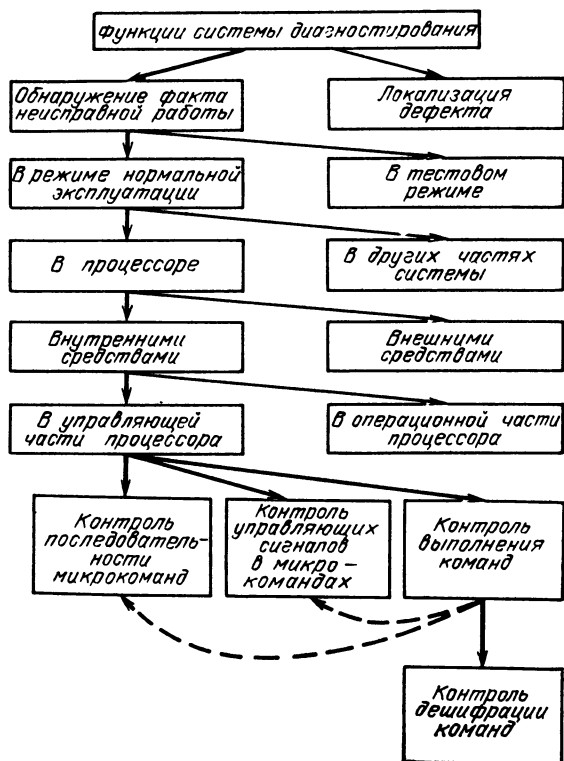 Функции системы диагностирования
Обнаружение факта
неисправной работы
Локализация
дефекта
В режиме нормальной
эксплуатации
В тестовом
режиме
В процессоре
В других частях
системы
Внутренними
средствами
Внешними
средствами
В управляющей
части процессора
В операционной части
процессора
Контроль
последователь-
ности
микрокоманд
Контроль
управляющих
сигналов
в микро-
командах
Контроль
выполнения
команд
Контроль
дешифрации
команд